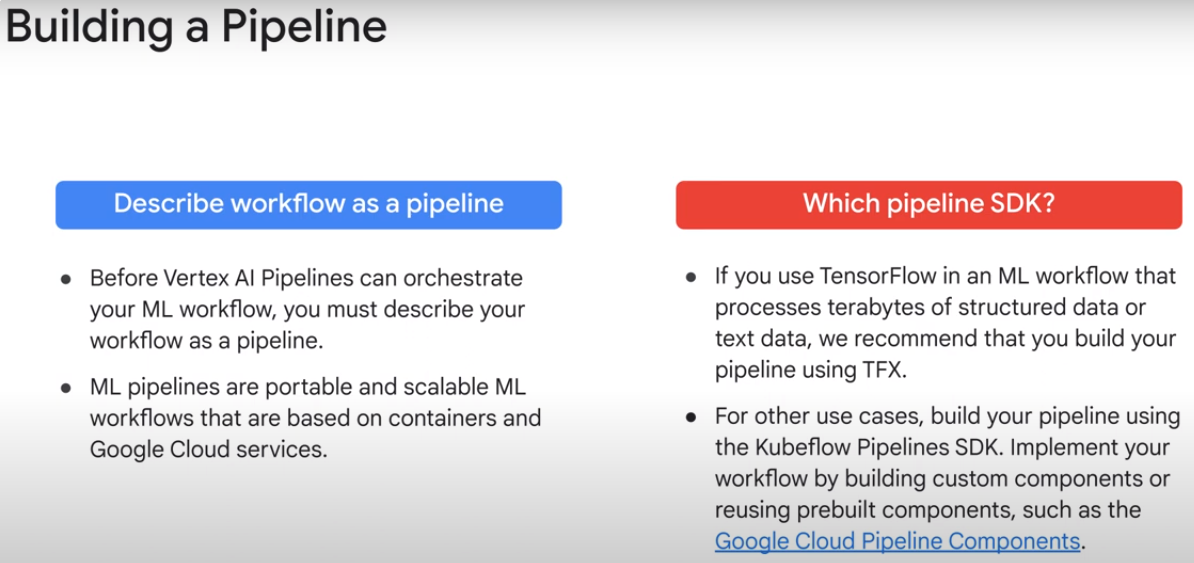 Building a Pipeline
Describe workflow as a pipeline
● Before Vertex AI Pipelines can orchestrate
your ML workflow, you must describe your
workflow as a pipeline.
● ML pipelines are portable and scalable ML
workflows that are based on containers and
Google Cloud services.
Which pipeline SDK?
● If you use TensorFlow in an ML workflow that
processes terabytes of structured data or
text data, we recommend that you build your
pipeline using TFX.
● For other use cases, build your pipeline using
the Kubeflow Pipelines SDK. Implement your
workflow by building custom components or
reusing prebuilt components, such as the
Google Cloud Pipeline Components.